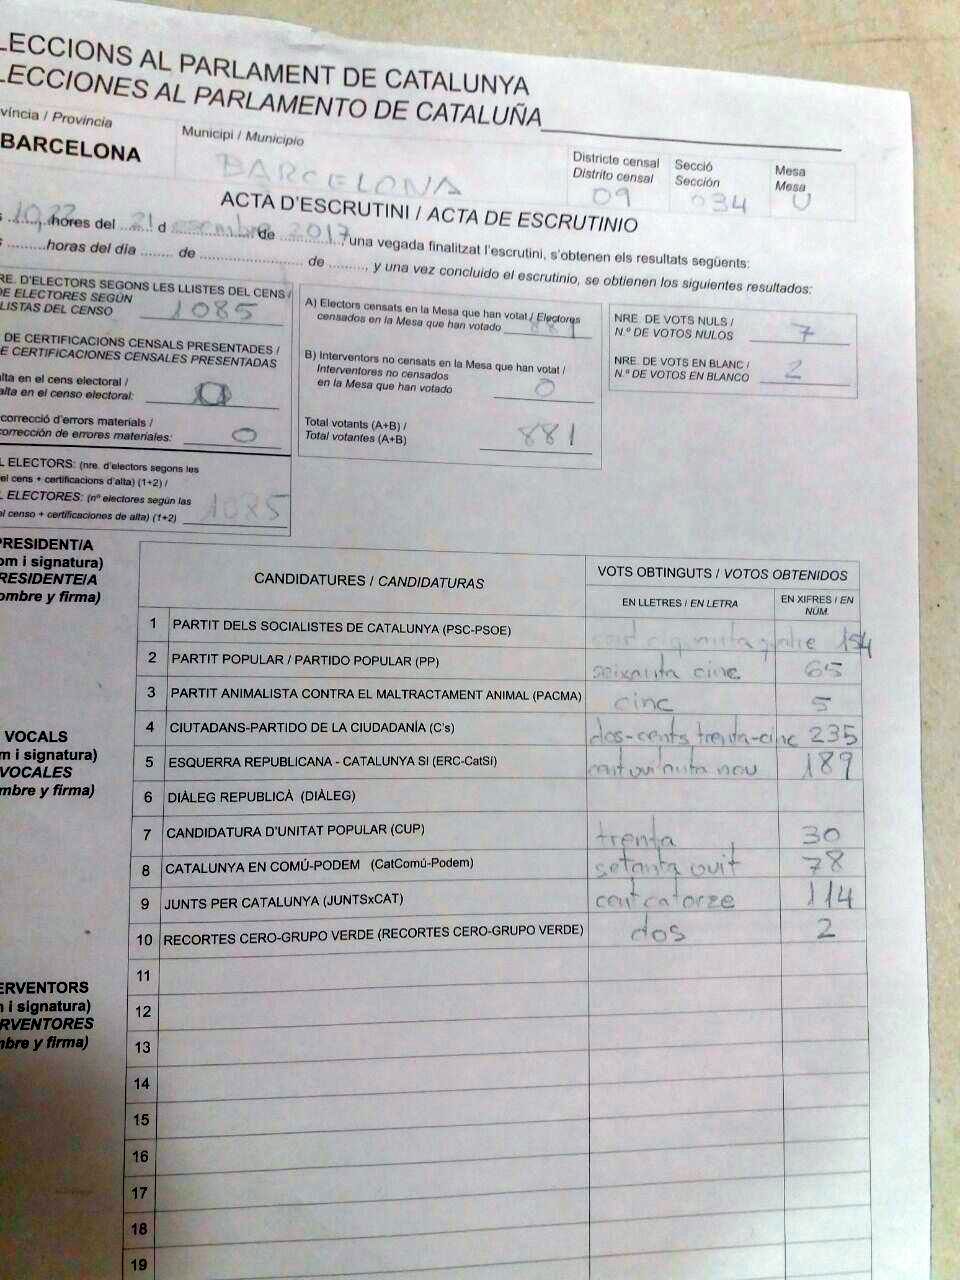 LECCIONS AL PARLAMENT DE CATALUNYA
LECCIONES AL PARLAMENTO DE CATALUÑA
víncia / Provincia
BARCELONA
Municipi / Municipio
BARCELONA
Districte censal
Distrito censal
09
Secció
Sección
034
Mesa
Mesa
U
ACTA D'ESCRUTINI / ACTA DE ESCRUTINIO
s ......... hores del 21 d esembre de 2017 una vegada finalitzat l'escrutini, s'obtenen els resultats següents:
s .........horas del día ........ de .......................... de ........., y una vez concluido el escrutinio, se obtienen los siguientes resultados:
RE. D'ELECTORS SEGONS LES LLISTES DEL CENS /
DE ELECTORES SEGÚN
LISTAS DEL CENSO 1085
DE CERTIFICACIONS CENSALS PRESENTADES /
E CERTIFICACIONES CENSALES PRESENTADAS
alta en el cens electoral /
alta en el censo electoral: 0
correcció d'errors materials /
corrección de errores materiales: 0
L ELECTORS: (nre. d'electors segons les
el cens + certificacions d'alta) (1+2) /
L ELECTORES: (nº electores según las
el censo + certificaciones de alta) (1+2) 1085
A) Electors censats en la Mesa que han votat / Electores
censados en la Mesa que han votado 881
B) Interventors no censats en la Mesa que han votat /
Interventores no censados
en la Mesa que han votado 0
Total votants (A+B) /
Total votantes (A+B) 881
NRE. DE VOTS NULS /
N.º DE VOTOS NULOS 7
NRE. DE VOTS EN BLANC /
N.º DE VOTOS EN BLANCO 2
PRESIDENT/A
om i signatura)
RESIDENTE/A
ombre y firma)
VOCALS
m i signatura)
VOCALES
mbre y firma)
ERVENTORS
n i signatura)
RVENTORES
nbre y firma)
CANDIDATURES / CANDIDATURAS
VOTS OBTINGUTS / VOTOS OBTENIDOS
EN LLETRES / EN LETRA
EN XIFRES / EN
NÚM.
1 PARTIT DELS SOCIALISTES DE CATALUNYA (PSC-PSOE) 154
2 PARTIT POPULAR / PARTIDO POPULAR (PP) seixanta cinc 65
3 PARTIT ANIMALISTA CONTRA EL MALTRACTAMENT ANIMAL (PACMA) cinc 5
4 CIUTADANS-PARTIDO DE LA CIUDADANÍA (C's) dos-cents trenta-cinc 235
5 ESQUERRA REPUBLICANA - CATALUNYA SI (ERC-CatSí) cent vuitanta nou 189
6 DIÀLEG REPUBLICÀ (DIÀLEG)
7 CANDIDATURA D'UNITAT POPULAR (CUP) trenta 30
8 CATALUNYA EN COMÚ-PODEM (CatComú-Podem) setanta vuit 78
9 JUNTS PER CATALUNYA (JUNTSxCAT) cent catorze 114
10 RECORTES CERO-GRUPO VERDE (RECORTES CERO-GRUPO VERDE) dos 2
11
12
13
14
15
16
17
18
19